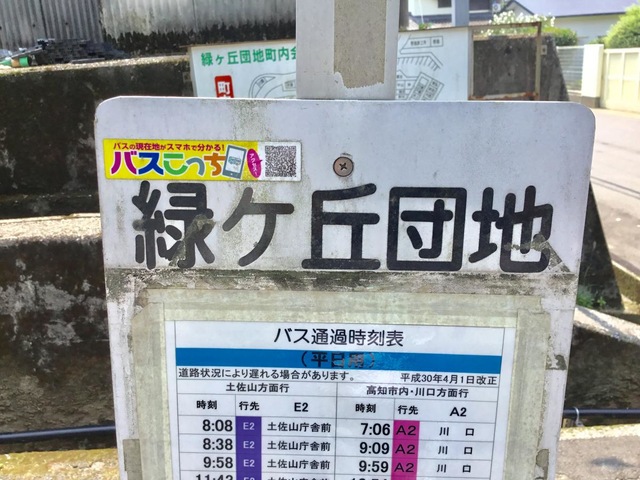 緑ヶ丘団地町内会
バスの現在地がスマホで分かる!
バスこっち
緑ケ丘団地
バス通過時刻表
道路状況により遅れる場合があります。 平成30年4月1日改正
土佐山方面行 高知市内・川口方面行
時刻 行先 E2 時刻 行先 A2
8:08 E2 土佐山庁舎前 7:06 A2 川口
8:38 E2 土佐山庁舎前 9:09 A2 川口
9:58 E2 土佐山庁舎前 9:59 A2 川口